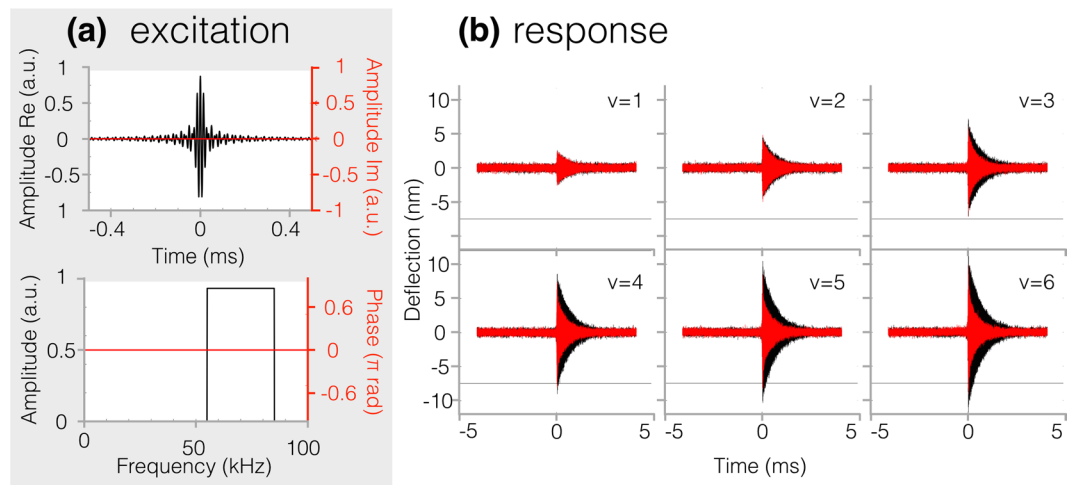 (a) excitation
Amplitude Re (a.u.)
1
0.5
0
-0.5
1
-0.4
0
0.4
Time (ms)
1
0.5
0
-0.5
-1
Amplitude Im (a.u.)
Amplitude (a.u.)
1
0.5
0
0
50
100
Frequency (kHz)
0.6
0
-0.6
Phase (π rad)
(b) response
Deflection (nm)
10
5
0
-5
v=1
v=2
v=3
10
5
0
-5
-10
v=4
v=5
v=6
-5
0
5
-5
0
5
-5
0
5
Time (ms)